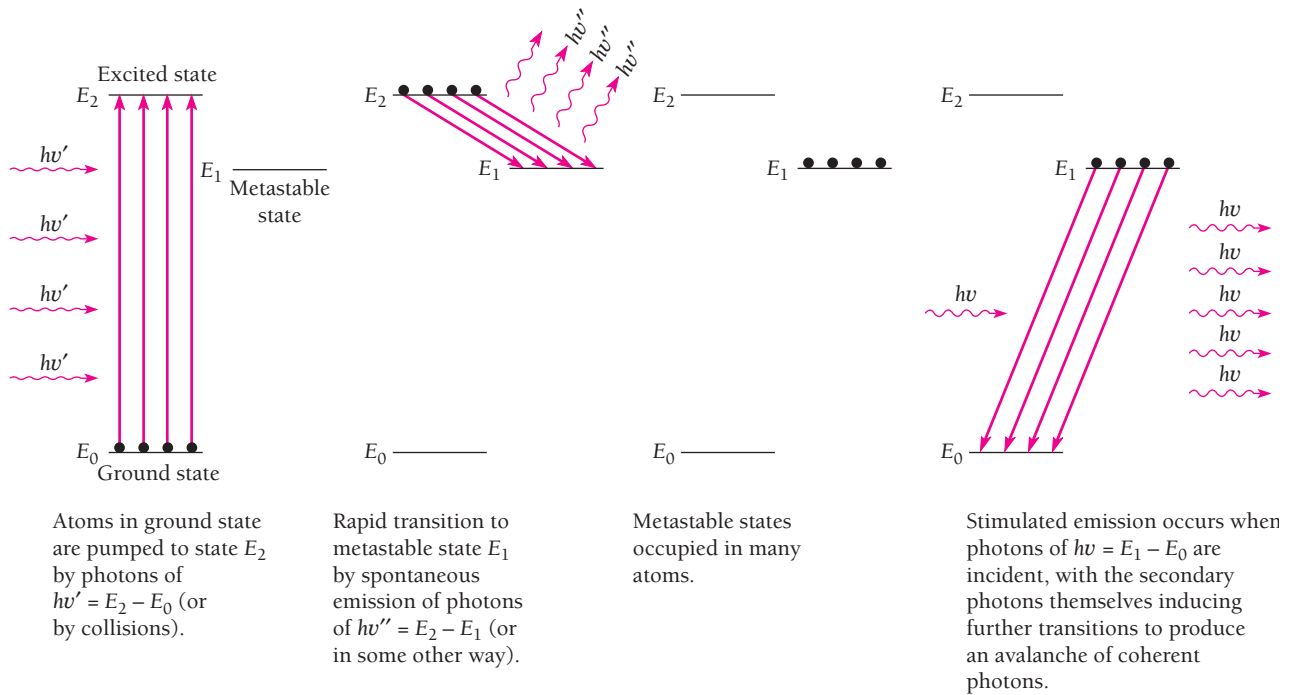 Excited state
E2
hν′
E1
Metastable
state
hν′
hν′
hν′
E0
Ground state
Atoms in ground state
are pumped to state E2
by photons of
hν′ = E2 – E0 (or
by collisions).
hν″
hν″
hν″
E2
E1
E0
Rapid transition to
metastable state E1
by spontaneous
emission of photons
of hν″ = E2 – E1 (or
in some other way).
E2
E1
E0
Metastable states
occupied in many
atoms.
E2
E1
hν
hν
hν
hν
hν
hν
E0
Stimulated emission occurs when
photons of hν = E1 – E0 are
incident, with the secondary
photons themselves inducing
further transitions to produce
an avalanche of coherent
photons.